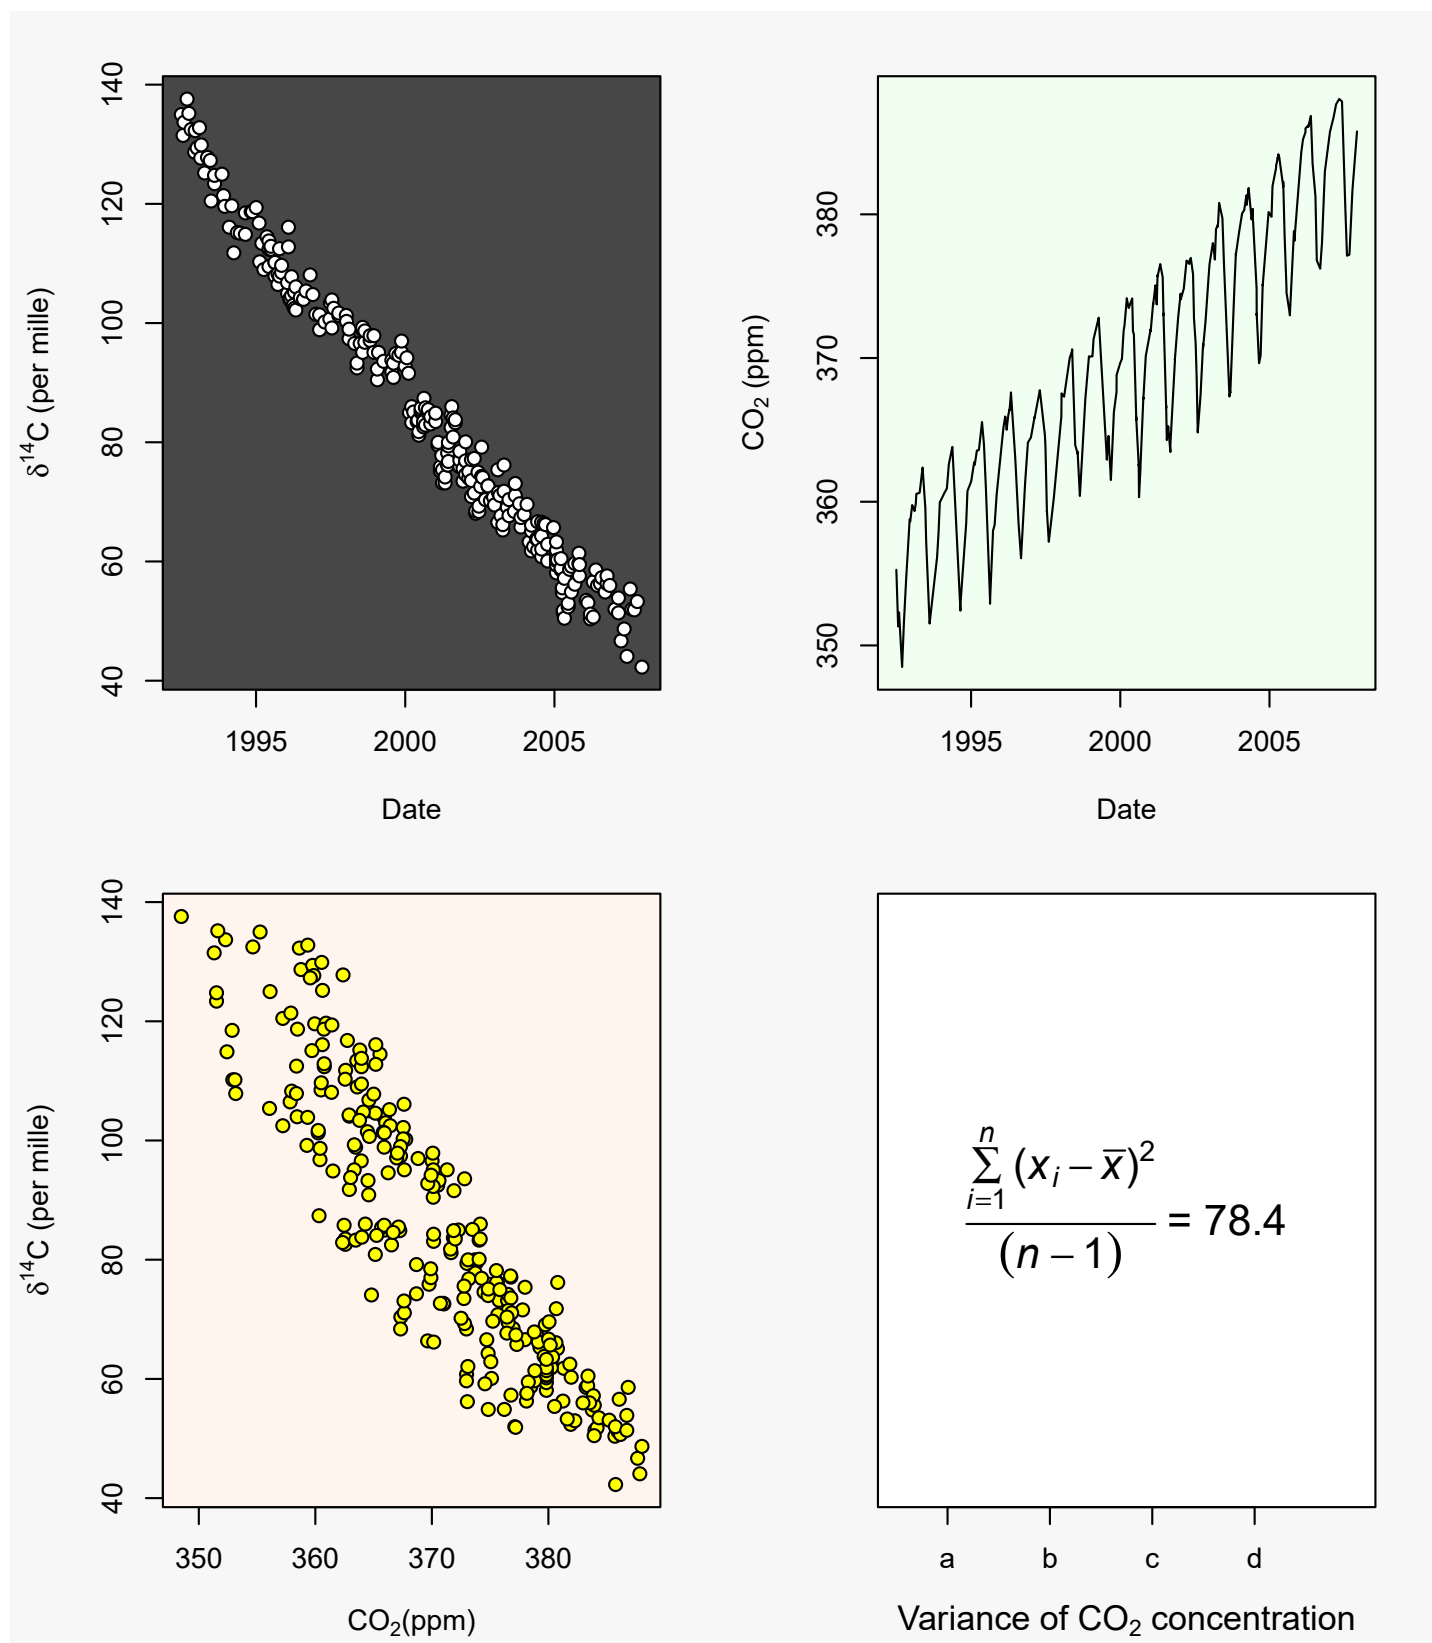 140
120
100
80
60
40
δ¹⁴C (per mille)
1995 2000 2005
Date
380
370
360
350
CO₂ (ppm)
1995 2000 2005
Date
140
120
100
80
60
40
δ¹⁴C (per mille)
350 360 370 380
CO₂(ppm)
n
∑ (xᵢ − x̅)²
i=1
(n − 1)
= 78.4
a b c d
Variance of CO₂ concentration